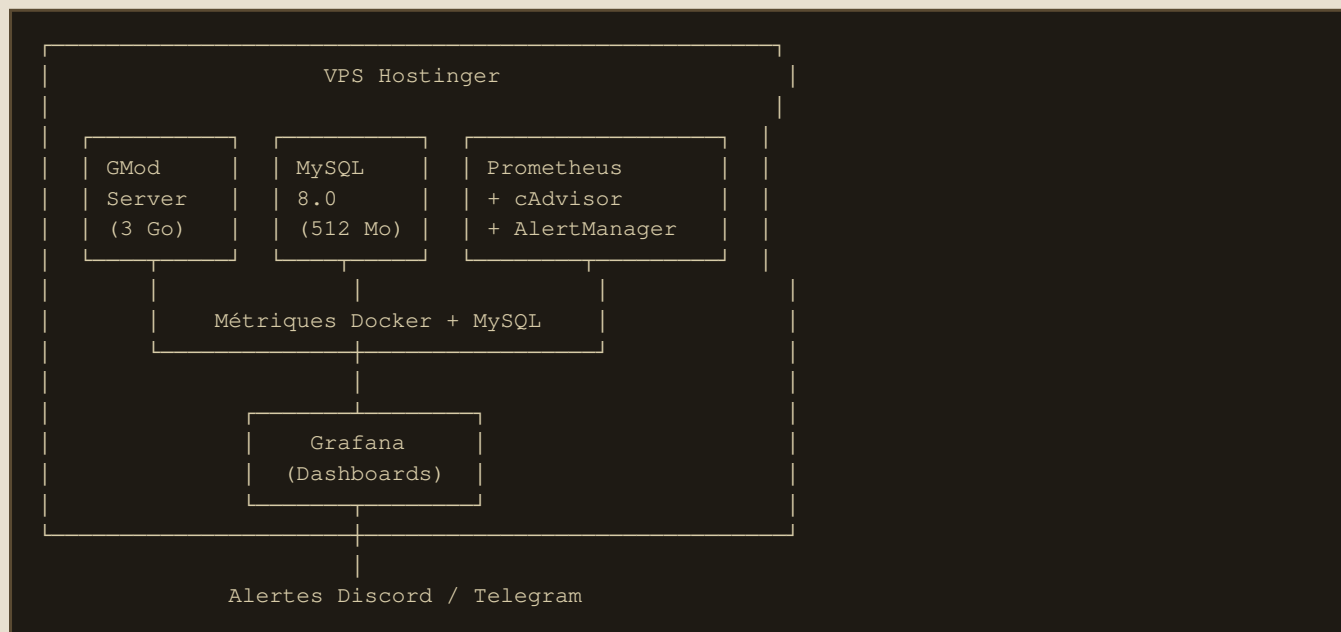 VPS Hostinger
GMod MySQL Prometheus
Server 8.0 + cAdvisor
(3 Go) (512 Mo) + AlertManager
Métriques Docker + MySQL
Grafana
(Dashboards)
Alertes Discord / Telegram